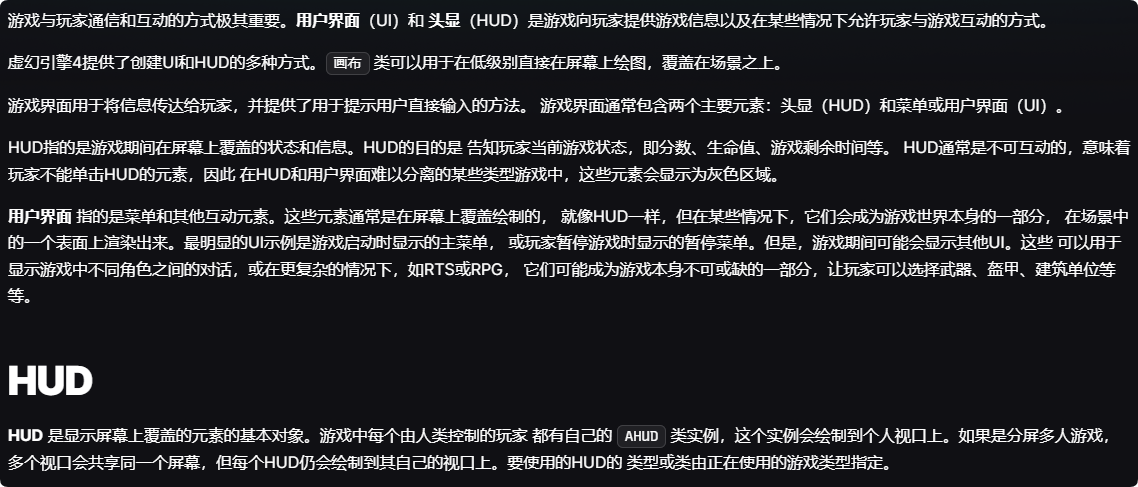 游戏与玩家通信和互动的方式极其重要。用户界面（UI）和 头显（HUD）是游戏向玩家提供游戏信息以及在某些情况下允许玩家与游戏互动的方式。
虚幻引擎4提供了创建UI和HUD的多种方式。 画布 类可以用于在低级别直接在屏幕上绘图，覆盖在场景之上。
游戏界面用于将信息传达给玩家，并提供了用于提示用户直接输入的方法。 游戏界面通常包含两个主要元素：头显（HUD）和菜单或用户界面（UI）。
HUD指的是游戏期间在屏幕上覆盖的状态和信息。HUD的目的是 告知玩家当前游戏状态，即分数、生命值、游戏剩余时间等。 HUD通常是不可互动的，意味着
玩家不能单击HUD的元素，因此 在HUD和用户界面难以分离的某些类型游戏中，这些元素会显示为灰色区域。
用户界面 指的是菜单和其他互动元素。这些元素通常是在屏幕上覆盖绘制的， 就像HUD一样，但在某些情况下，它们会成为游戏世界本身的一部分， 在场景中
的一个表面上渲染出来。最明显的UI示例是游戏启动时显示的主菜单， 或玩家暂停游戏时显示的暂停菜单。但是，游戏期间可能会显示其他UI。这些 可以用于
显示游戏中不同角色之间的对话，或在更复杂的情况下，如RTS或RPG， 它们可能成为游戏本身不可或缺的一部分，让玩家可以选择武器、盔甲、建筑单位等
等。
HUD
HUD 是显示屏幕上覆盖的元素的基本对象。游戏中每个由人类控制的玩家 都有自己的 AHUD 类实例，这个实例会绘制到个人视口上。如果是分屏多人游戏，
多个视口会共享同一个屏幕，但每个HUD仍会绘制到其自己的视口上。要使用的HUD的 类型或类由正在使用的游戏类型指定。